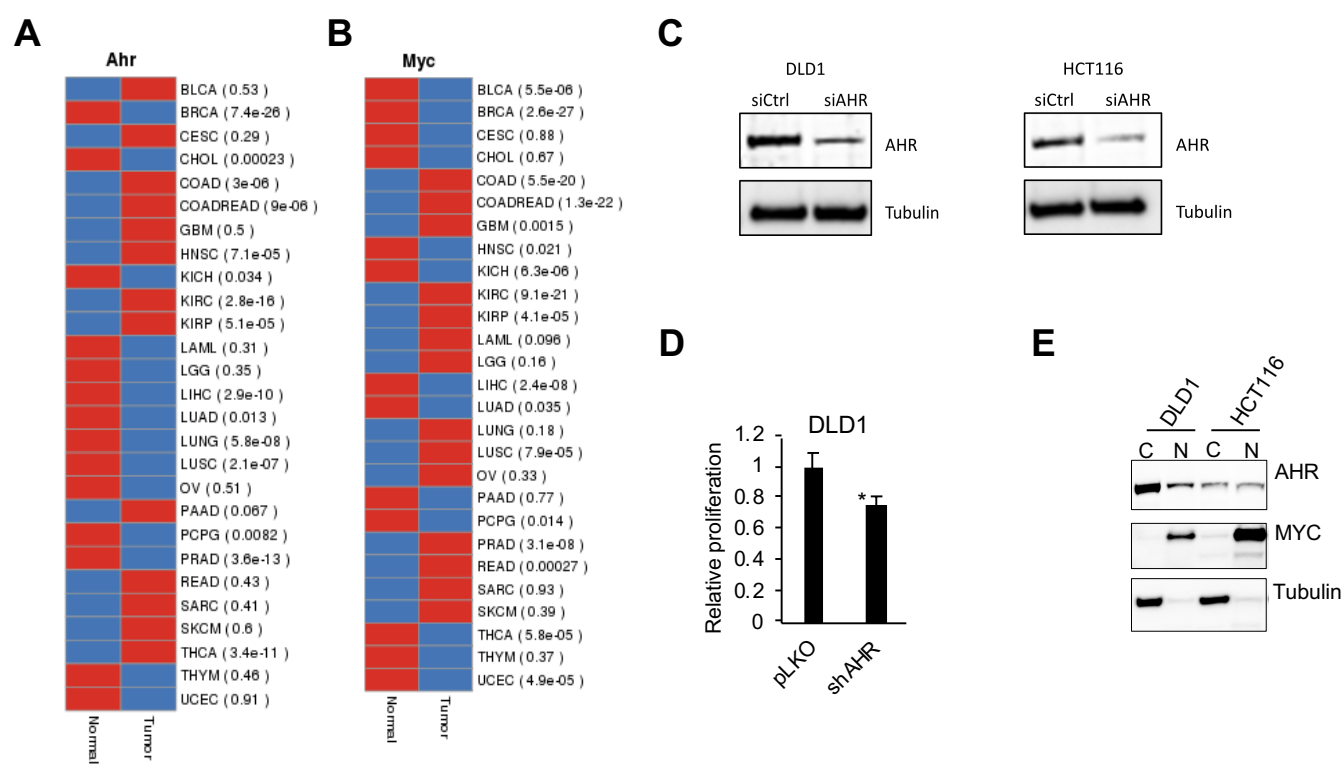 A
Ahr
BLCA (0.53 )
BRCA (7.4e-26 )
CESC (0.29 )
CHOL (0.00023 )
COAD (3e-06 )
COADREAD (9e-06 )
GBM (0.5 )
HNSC (7.1e-05 )
KICH (0.034 )
KIRC (2.8e-16 )
KIRP (5.1e-05 )
LAML (0.31 )
LGG (0.35 )
LIHC (2.9e-10 )
LUAD (0.013 )
LUNG (5.8e-08 )
LUSC (2.1e-07 )
OV (0.51 )
PAAD (0.067 )
PCPG (0.0082 )
PRAD (3.6e-13 )
READ (0.43 )
SARC (0.41 )
SKCM (0.6 )
THCA (3.4e-11 )
THYM (0.46 )
UCEC (0.91 )
Normal
Tumor
B
Myc
BLCA (5.5e-06 )
BRCA (2.6e-27 )
CESC (0.88 )
CHOL (0.67 )
COAD (5.5e-20 )
COADREAD (1.3e-22 )
GBM (0.0015 )
HNSC (0.021 )
KICH (6.3e-06 )
KIRC (9.1e-21 )
KIRP (4.1e-05 )
LAML (0.096 )
LGG (0.16 )
LIHC (2.4e-08 )
LUAD (0.035 )
LUNG (0.18 )
LUSC (7.9e-05 )
OV (0.33 )
PAAD (0.77 )
PCPG (0.014 )
PRAD (3.1e-08 )
READ (0.00027 )
SARC (0.93 )
SKCM (0.39 )
THCA (5.8e-05 )
THYM (0.37 )
UCEC (4.9e-05 )
Normal
Tumor
C
DLD1
siCtrl siAHR
AHR
Tubulin
HCT116
siCtrl siAHR
AHR
Tubulin
D
DLD1
Relative proliferation
1.2
1
0.8
0.6
0.4
0.2
0
*
pLKO
shAHR
E
DLD1
HCT116
C N C N
AHR
MYC
Tubulin